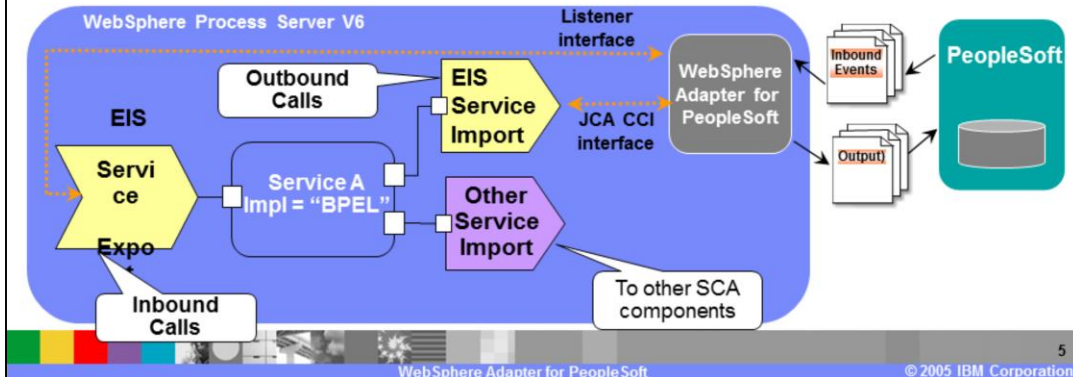 WebSphere Process Server V6
Listener
interface
Outbound
Calls
EIS
Service
Import
EIS
Servi
ce
Expo
Inbound
Calls
Service A
Impl = “BPEL”
Other
Service
Import
To other SCA
components
JCA CCI
interface
WebSphere
Adapter for
PeopleSoft
Inbound
Events
Output)
PeopleSoft
5
WebSphere Adapter for PeopleSoft
© 2005 IBM Corporation